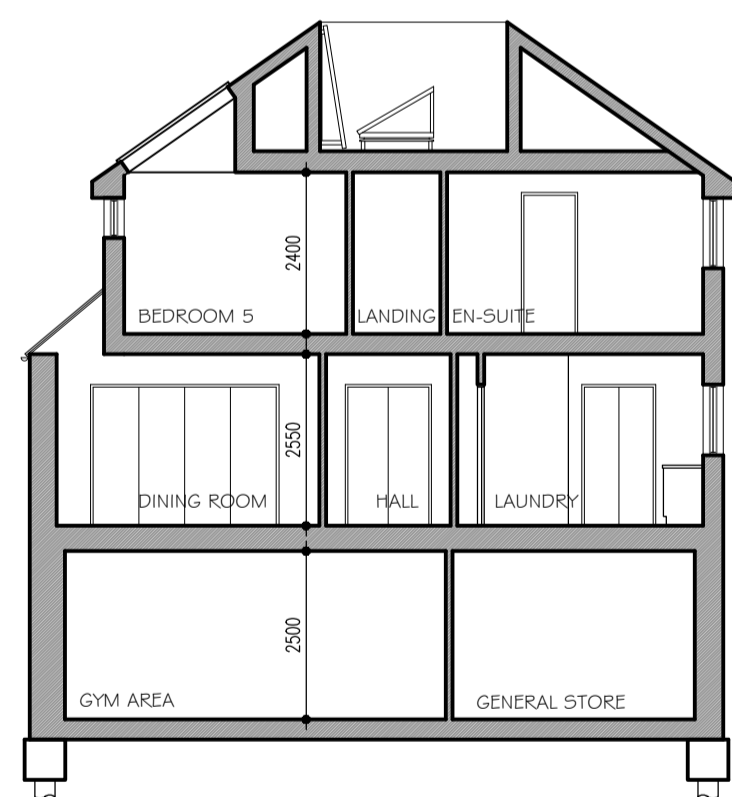 2400
BEDROOM 5
LANDING
EN-SUITE
2550
DINING ROOM
HALL
LAUNDRY
2500
GYM AREA
GENERAL STORE